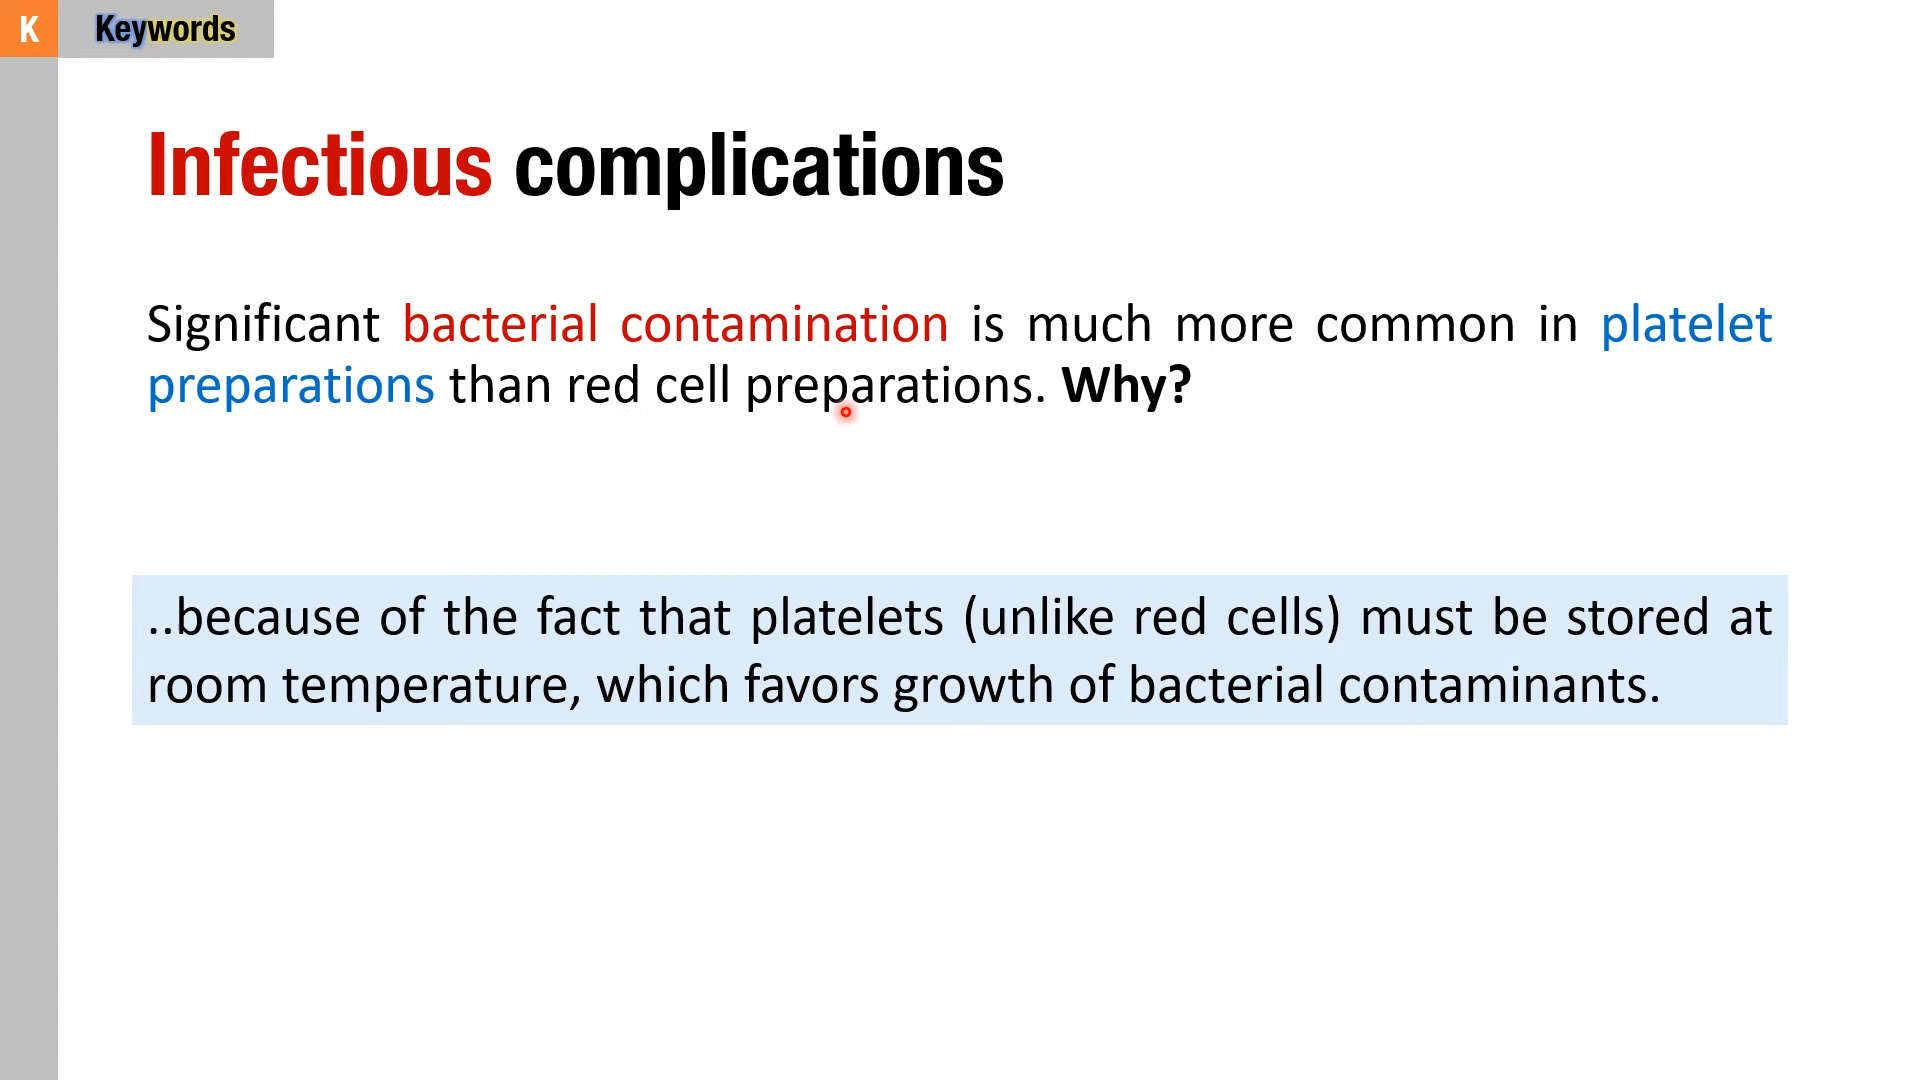 K Keywords
Infectious complications
Significant bacterial contamination is much more common in platelet
preparations than red cell preparations. Why?
..because of the fact that platelets (unlike red cells) must be stored at
room temperature, which favors growth of bacterial contaminants.